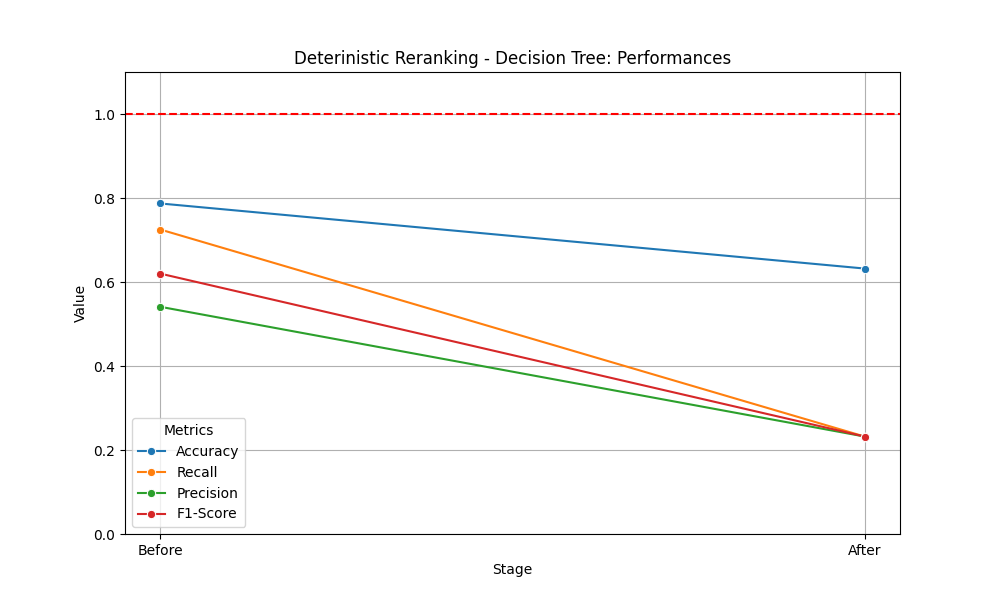 Deterinistic Reranking - Decision Tree: Performances
1.0
0.8
0.6
0.4
0.2
0.0
Value
Metrics
Accuracy
Recall
Precision
F1-Score
Before
After
Stage